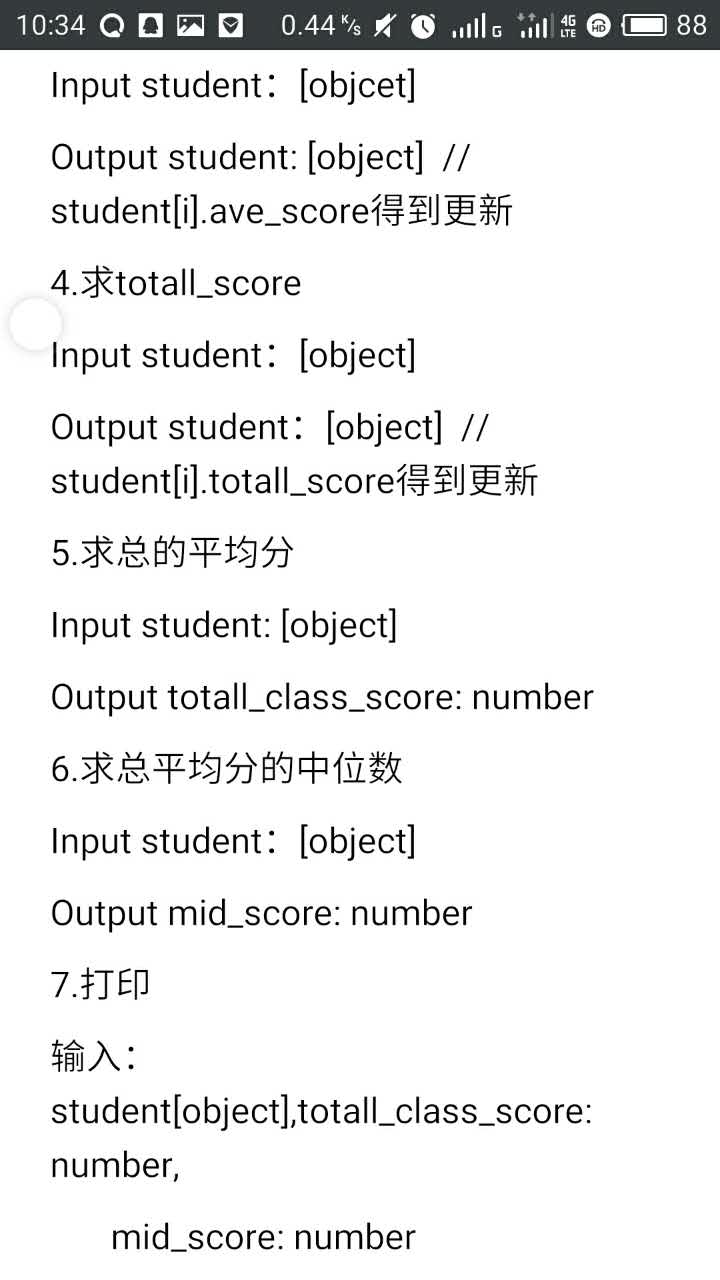 10:34 0.44 K/s G 4G LTE HD 88
Input student：[objcet]
Output student: [object]  //
student[i].ave_score得到更新
4.求totall_score
Input student：[object]
Output student：[object]  //
student[i].totall_score得到更新
5.求总的平均分
Input student: [object]
Output totall_class_score: number
6.求总平均分的中位数
Input student：[object]
Output mid_score: number
7.打印
输入：
student[object],totall_class_score:
number,
mid_score: number